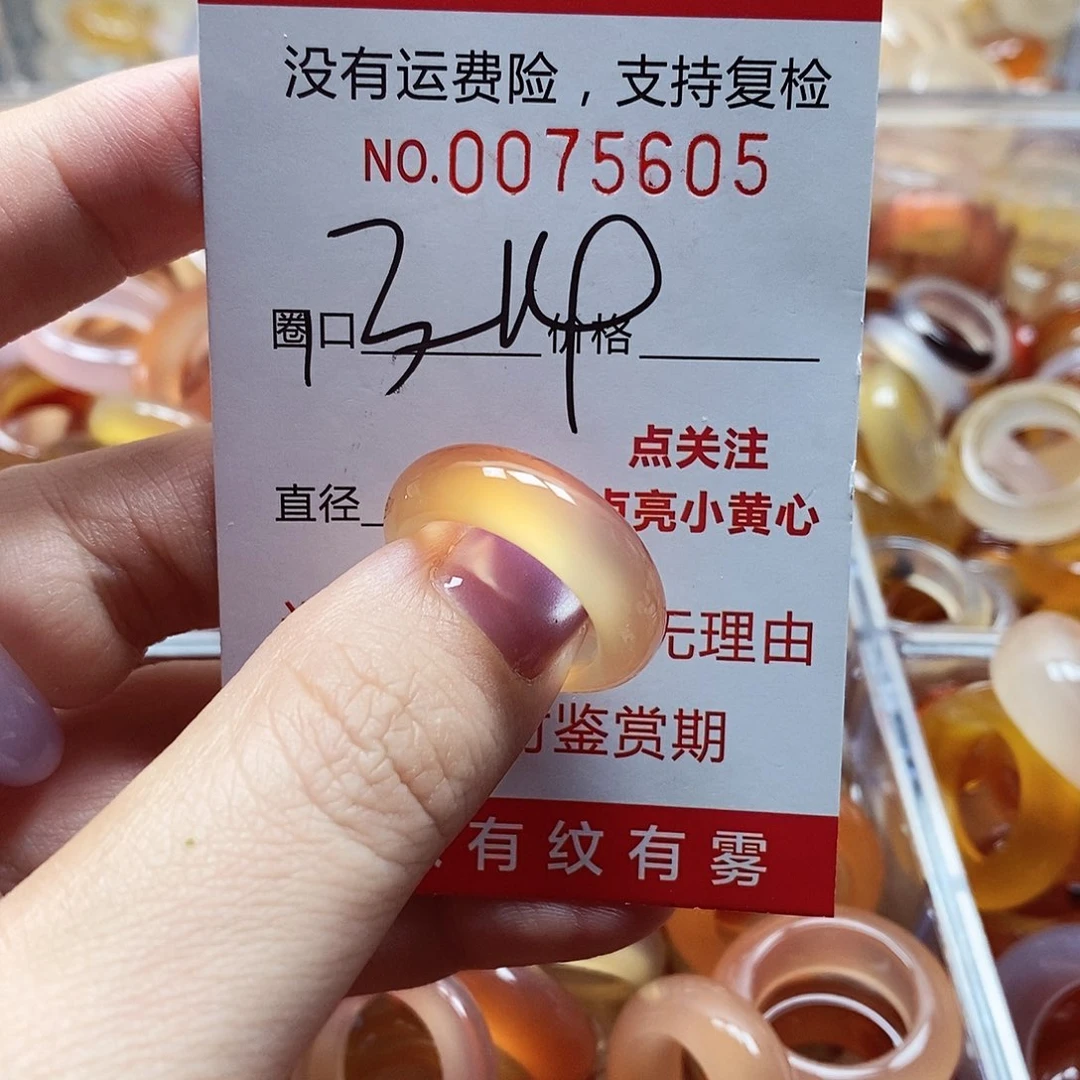 没有运费险，支持复检
NO.0075605
圈口 价格
点关注
直径 点亮小黄心
无理由
鉴赏期
有纹有雾